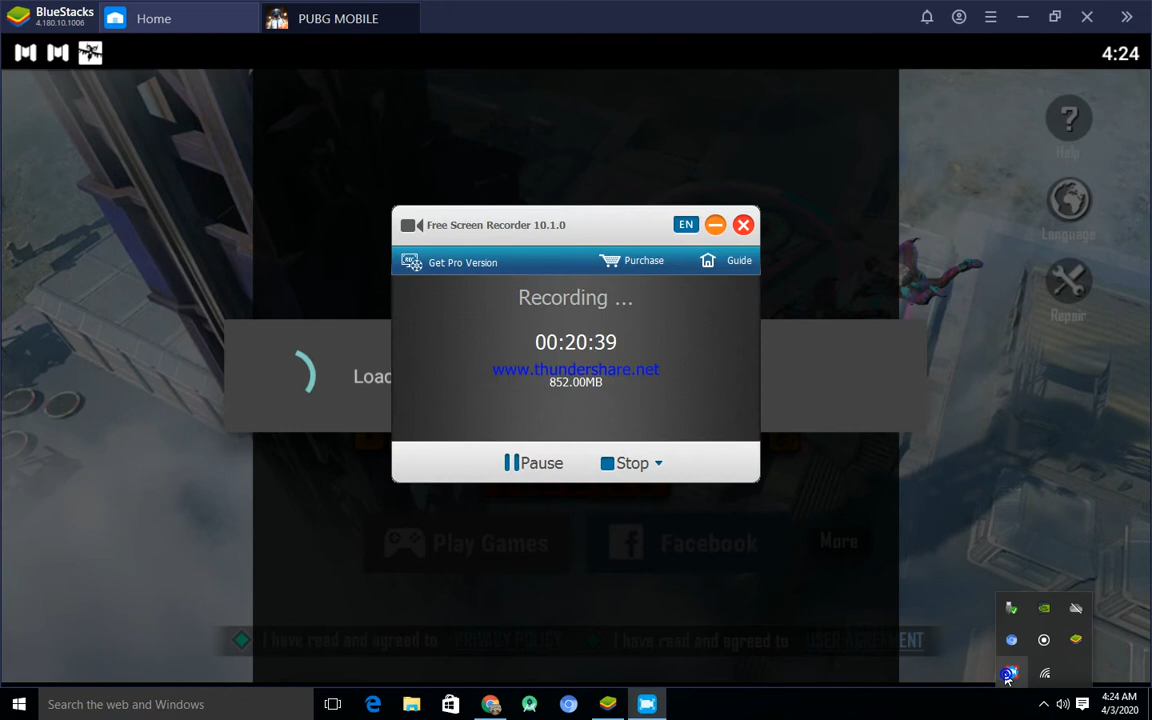 BlueStacks
4.180.10.1006
Home
PUBG MOBILE
4:24
Help
Language
Repair
Free Screen Recorder 10.1.0
EN
Get Pro Version
Purchase
Guide
Recording ...
00:20:39
www.thundershare.net
852.00MB
Load
Pause
Stop
Play Games
Facebook
More
I have read and agreed to PRIVACY POLICY
I have read and agreed to USER AGREEMENT
Search the web and Windows
4:24 AM
4/3/2020